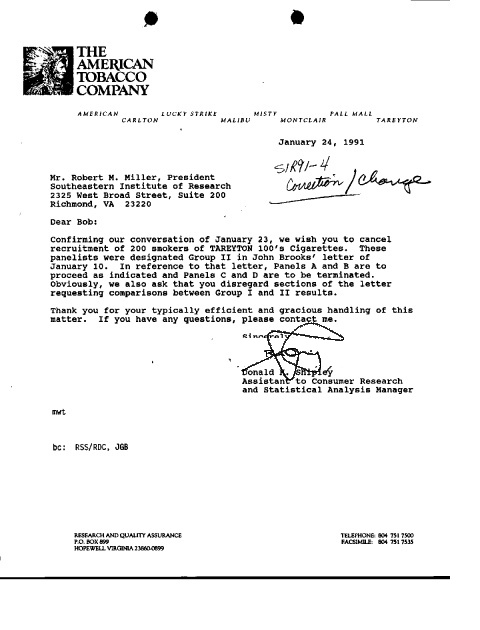 THE
AMERICAN
TOBACCO
COMPANY
AMERICAN LUCKY STRIKE MISTY PALL MALL
CARLTON MALIBU MONTCLAIR TAREYTON
January 24, 1991
SIR91-4
Correction / Change
Mr. Robert M. Miller, President
Southeastern Institute of Research
2325 West Broad Street, Suite 200
Richmond, VA 23220
Dear Bob:
Confirming our conversation of January 23, we wish you to cancel
recruitment of 200 smokers of TAREYTON 100's Cigarettes. These
panelists were designated Group II in John Brooks' letter of
January 10. In reference to that letter, Panels A and B are to
proceed as indicated and Panels C and D are to be terminated.
Obviously, we also ask that you disregard sections of the letter
requesting comparisons between Group I and II results.
Thank you for your typically efficient and gracious handling of this
matter. If you have any questions, please contact me.
Sincerely
Donald R. Shipley
Assistant to Consumer Research
and Statistical Analysis Manager
mwt
bc: RSS/RDC, JGB
RESEARCH AND QUALITY ASSURANCE
P.O. BOX 899
HOPEWELL VIRGINIA 23860-0899
TELEPHONE: 804 751 7500
FACSIMILE: 804 751 7535